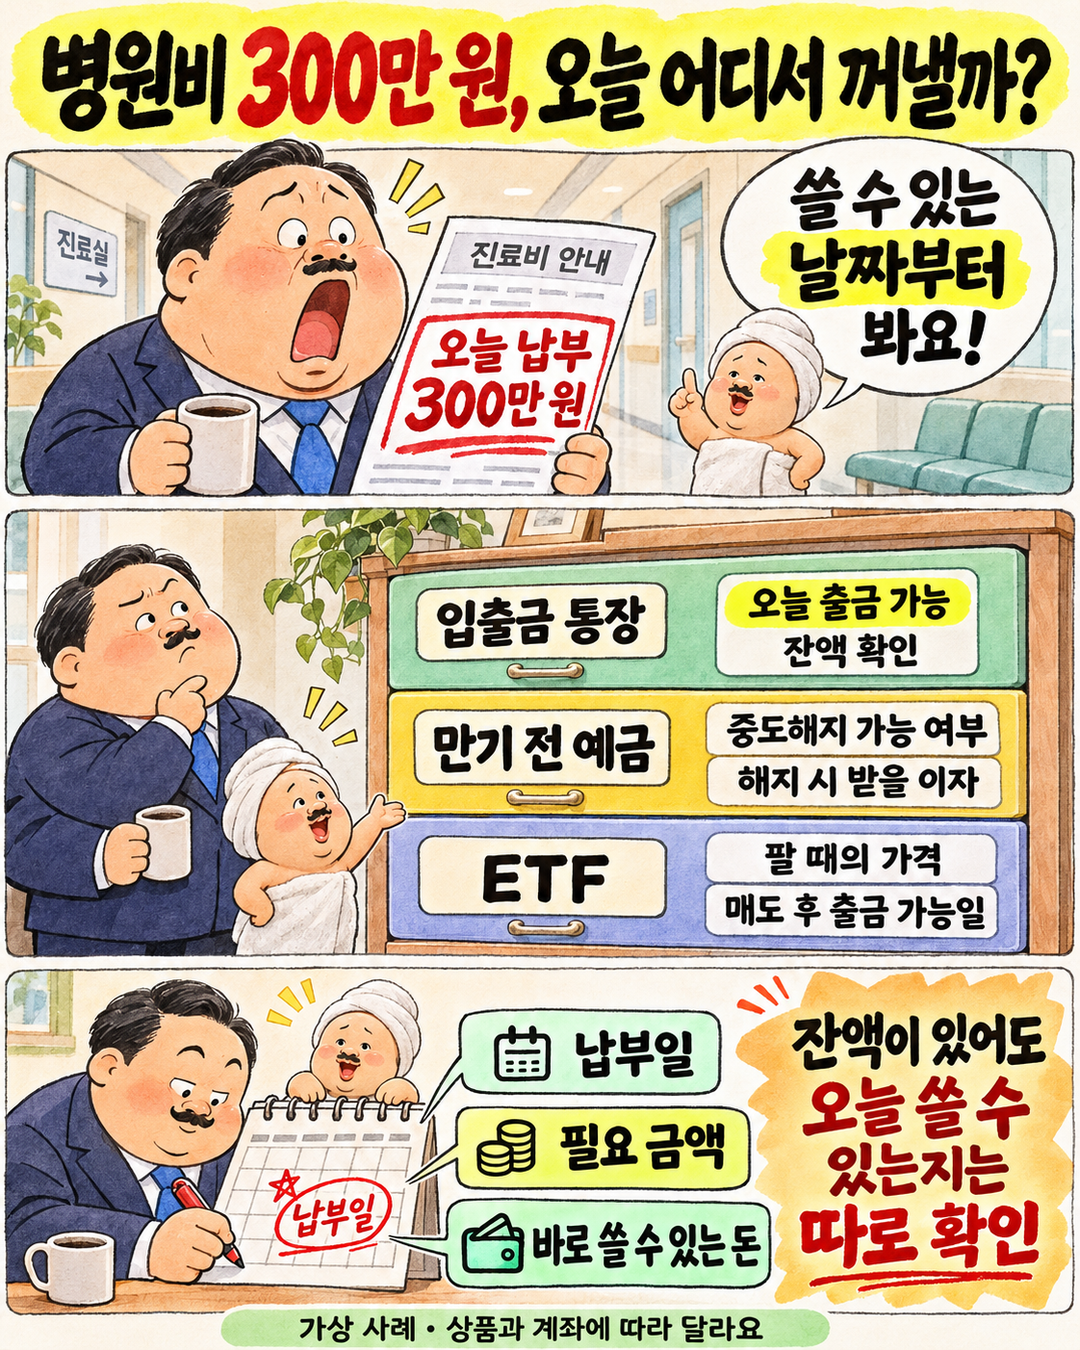 병원비 300만 원, 오늘 어디서 꺼낼까?
진료실
진료비 안내
오늘 납부
300만 원
쓸 수 있는
날짜부터
봐요!
입출금 통장
오늘 출금 가능
잔액 확인
만기 전 예금
중도해지 가능 여부
해지 시 받을 이자
ETF
팔 때의 가격
매도 후 출금 가능일
납부일
납부일
필요 금액
바로 쓸 수 있는 돈
잔액이 있어도
오늘 쓸 수
있는지는
따로 확인
가상 사례 • 상품과 계좌에 따라 달라요